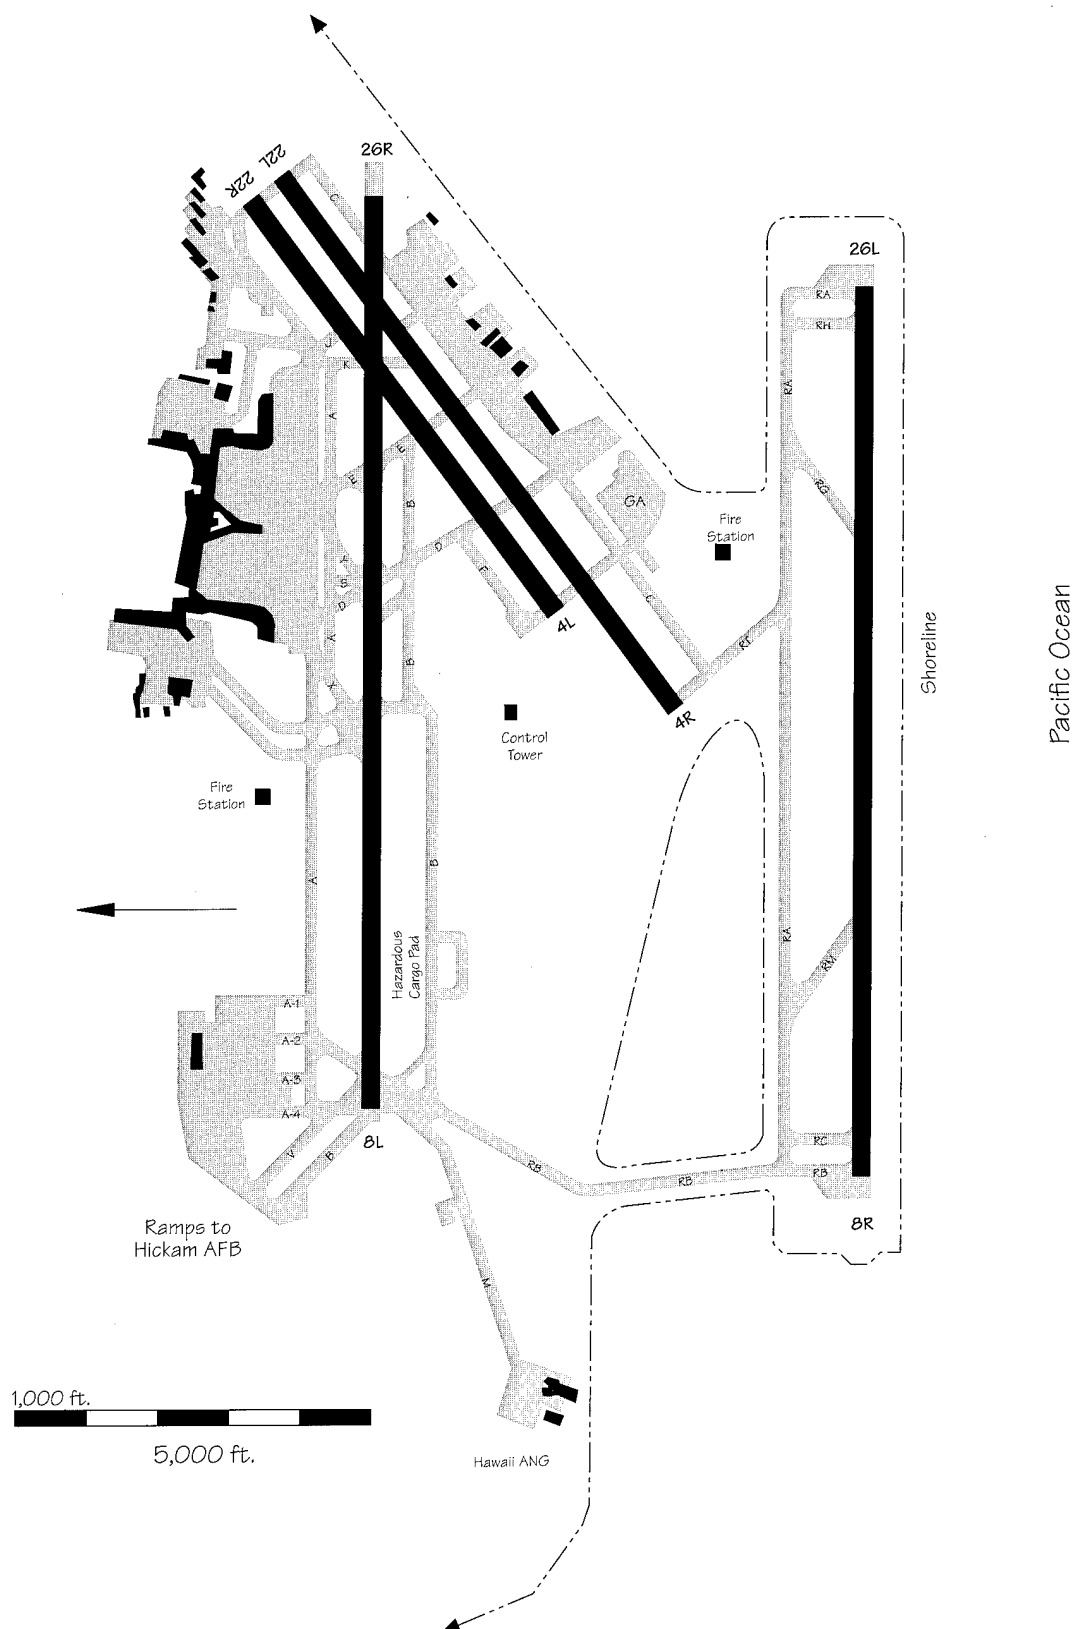 26R
22L
22R
C
26L
RA
RH
J
K
RA
A
E
E
RG
B
GA
Fire
Station
D
A
S
F
D
C
4L
A
RT
B
Shoreline
Pacific Ocean
X
4R
Control
Tower
Fire
Station
B
A
RA
Hazardous
Cargo Pad
RM
A-1
A-2
A-3
A-4
8L
RC
V
B
RB
RB
RB
Ramps to
Hickam AFB
8R
M
1,000 ft.
5,000 ft.
Hawaii ANG